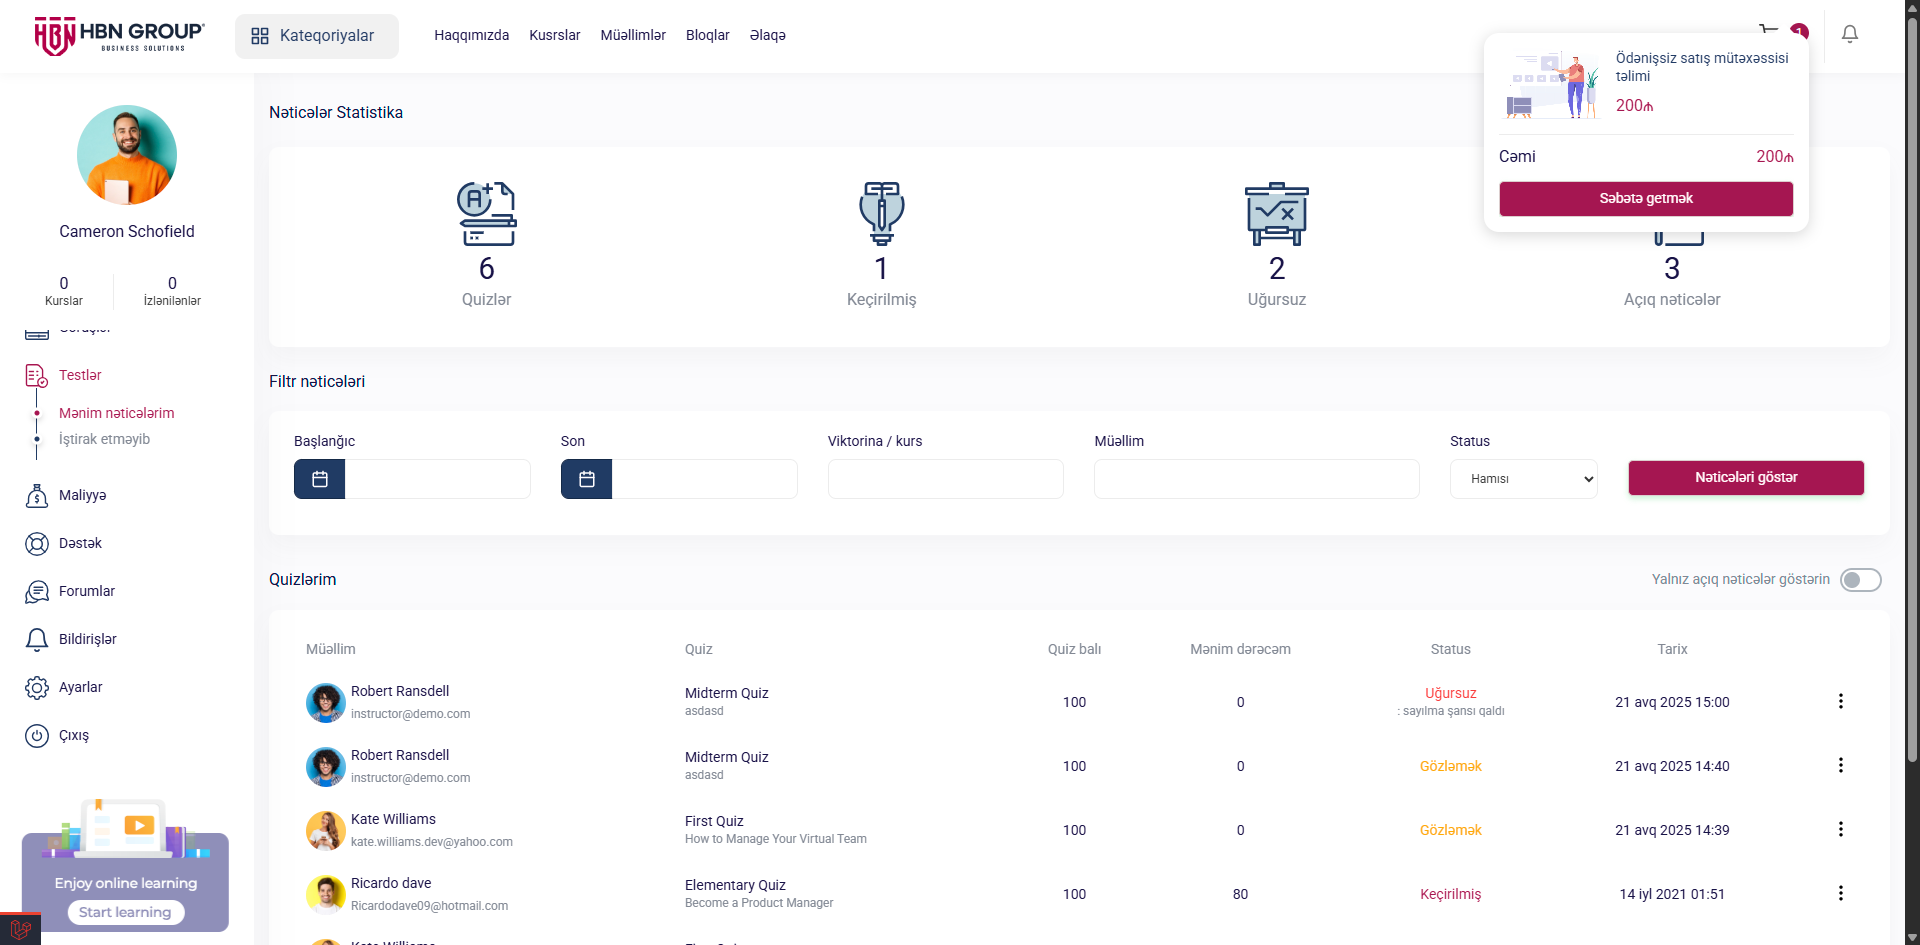 HBN GROUP
BUSINESS SOLUTIONS
Kateqoriyalar
Haqqımızda
Kusrslar
Müəllimlər
Bloqlar
Əlaqə
1
Ödənişsiz satış mütəxəssisi
təlimi
200₼
Cəmi
200₼
Səbətə getmək
Cameron Schofield
0
Kurslar
0
İzlənilənlər
Testlər
Mənim nəticələrim
İştirak etməyib
Maliyyə
Dəstək
Forumlar
Bildirişlər
Ayarlar
Çıxış
Enjoy online learning
Start learning
Nəticələr Statistika
6
Quizlər
1
Keçirilmiş
2
Uğursuz
3
Açıq nəticələr
Filtr nəticələri
Başlanğıc
Son
Viktorina / kurs
Müəllim
Status
Hamısı
Nəticələri göstər
Quizlərim
Yalnız açıq nəticələr göstərin
Müəllim Quiz Quiz balı Mənim dərəcəm Status Tarix
Robert Ransdell
instructor@demo.com
Midterm Quiz
asdasd
100
0
Uğursuz
: sayılma şansı qaldı
21 avq 2025 15:00
Robert Ransdell
instructor@demo.com
Midterm Quiz
asdasd
100
0
Gözləmək
21 avq 2025 14:40
Kate Williams
kate.williams.dev@yahoo.com
First Quiz
How to Manage Your Virtual Team
100
0
Gözləmək
21 avq 2025 14:39
Ricardo dave
Ricardodave09@hotmail.com
Elementary Quiz
Become a Product Manager
100
80
Keçirilmiş
14 iyl 2021 01:51